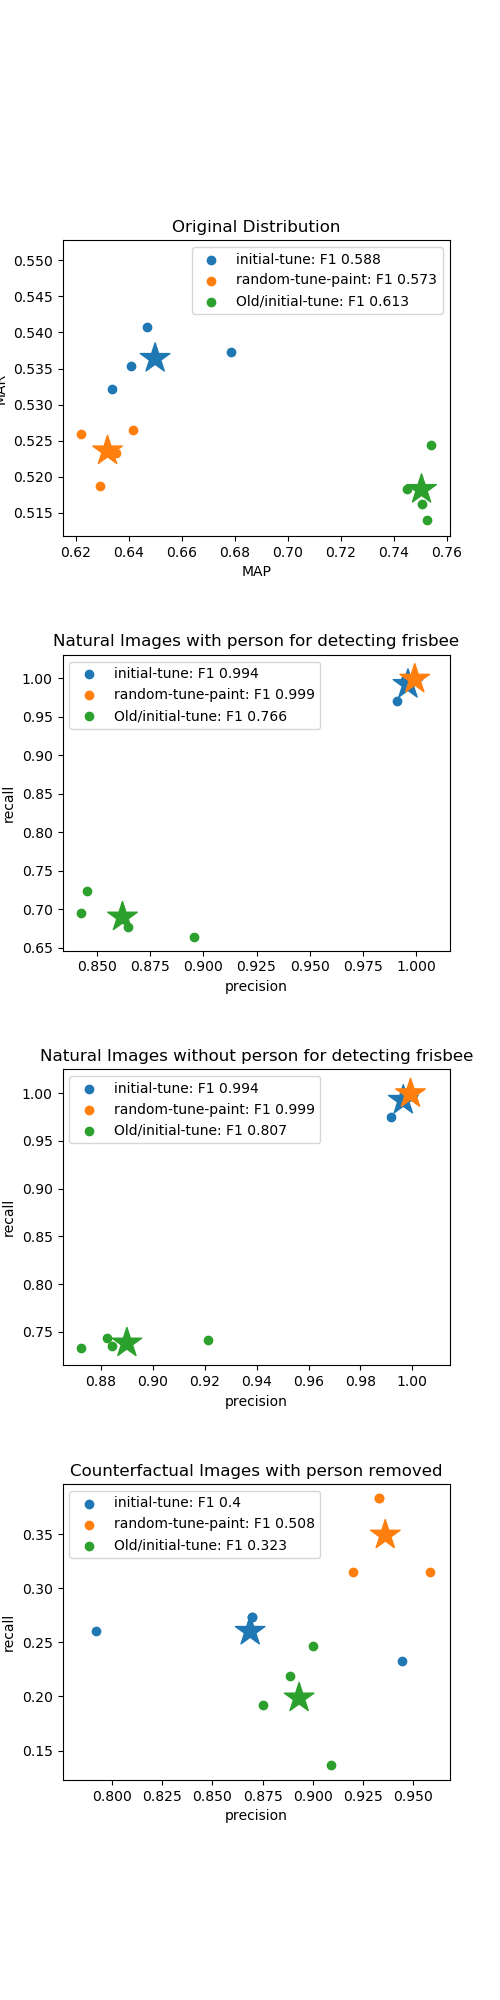 Original Distribution
initial-tune: F1 0.588
random-tune-paint: F1 0.573
Old/initial-tune: F1 0.613
0.550
0.545
0.540
0.535
0.530
0.525
0.520
0.515
MAR
0.62 0.64 0.66 0.68 0.70 0.72 0.74 0.76
MAP
Natural Images with person for detecting frisbee
initial-tune: F1 0.994
random-tune-paint: F1 0.999
Old/initial-tune: F1 0.766
1.00
0.95
0.90
0.85
0.80
0.75
0.70
0.65
recall
0.850 0.875 0.900 0.925 0.950 0.975 1.000
precision
Natural Images without person for detecting frisbee
initial-tune: F1 0.994
random-tune-paint: F1 0.999
Old/initial-tune: F1 0.807
1.00
0.95
0.90
0.85
0.80
0.75
recall
0.88 0.90 0.92 0.94 0.96 0.98 1.00
precision
Counterfactual Images with person removed
initial-tune: F1 0.4
random-tune-paint: F1 0.508
Old/initial-tune: F1 0.323
0.35
0.30
0.25
0.20
0.15
recall
0.800 0.825 0.850 0.875 0.900 0.925 0.950
precision